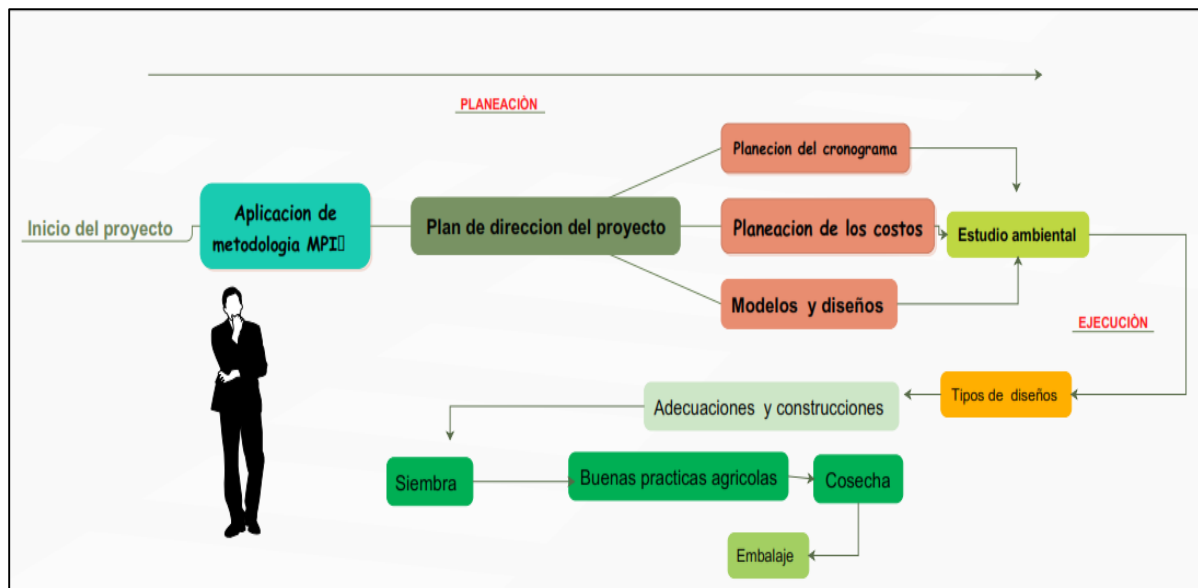 PLANEACIÒN
Inicio del proyecto
Aplicacion de
metodologia MPI
Plan de direccion del proyecto
Planecion del cronograma
Planeacion de los costos
Modelos y diseños
Estudio ambiental
EJECUCIÒN
Tipos de diseños
Adecuaciones y construcciones
Siembra
Buenas practicas agricolas
Cosecha
Embalaje